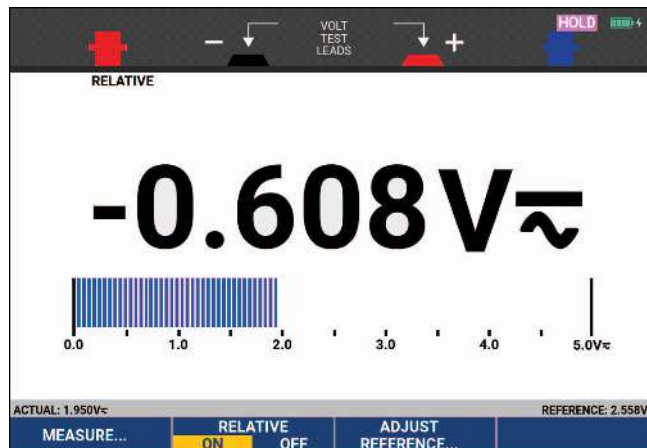 VOLT
TEST
LEADS
- +
HOLD
RELATIVE
-0.608V⏦
0.0 1.0 2.0 3.0 4.0 5.0V⏦
ACTUAL: 1.950V⏦ REFERENCE: 2.558V
MEASURE... RELATIVE ADJUST
ON OFF REFERENCE...